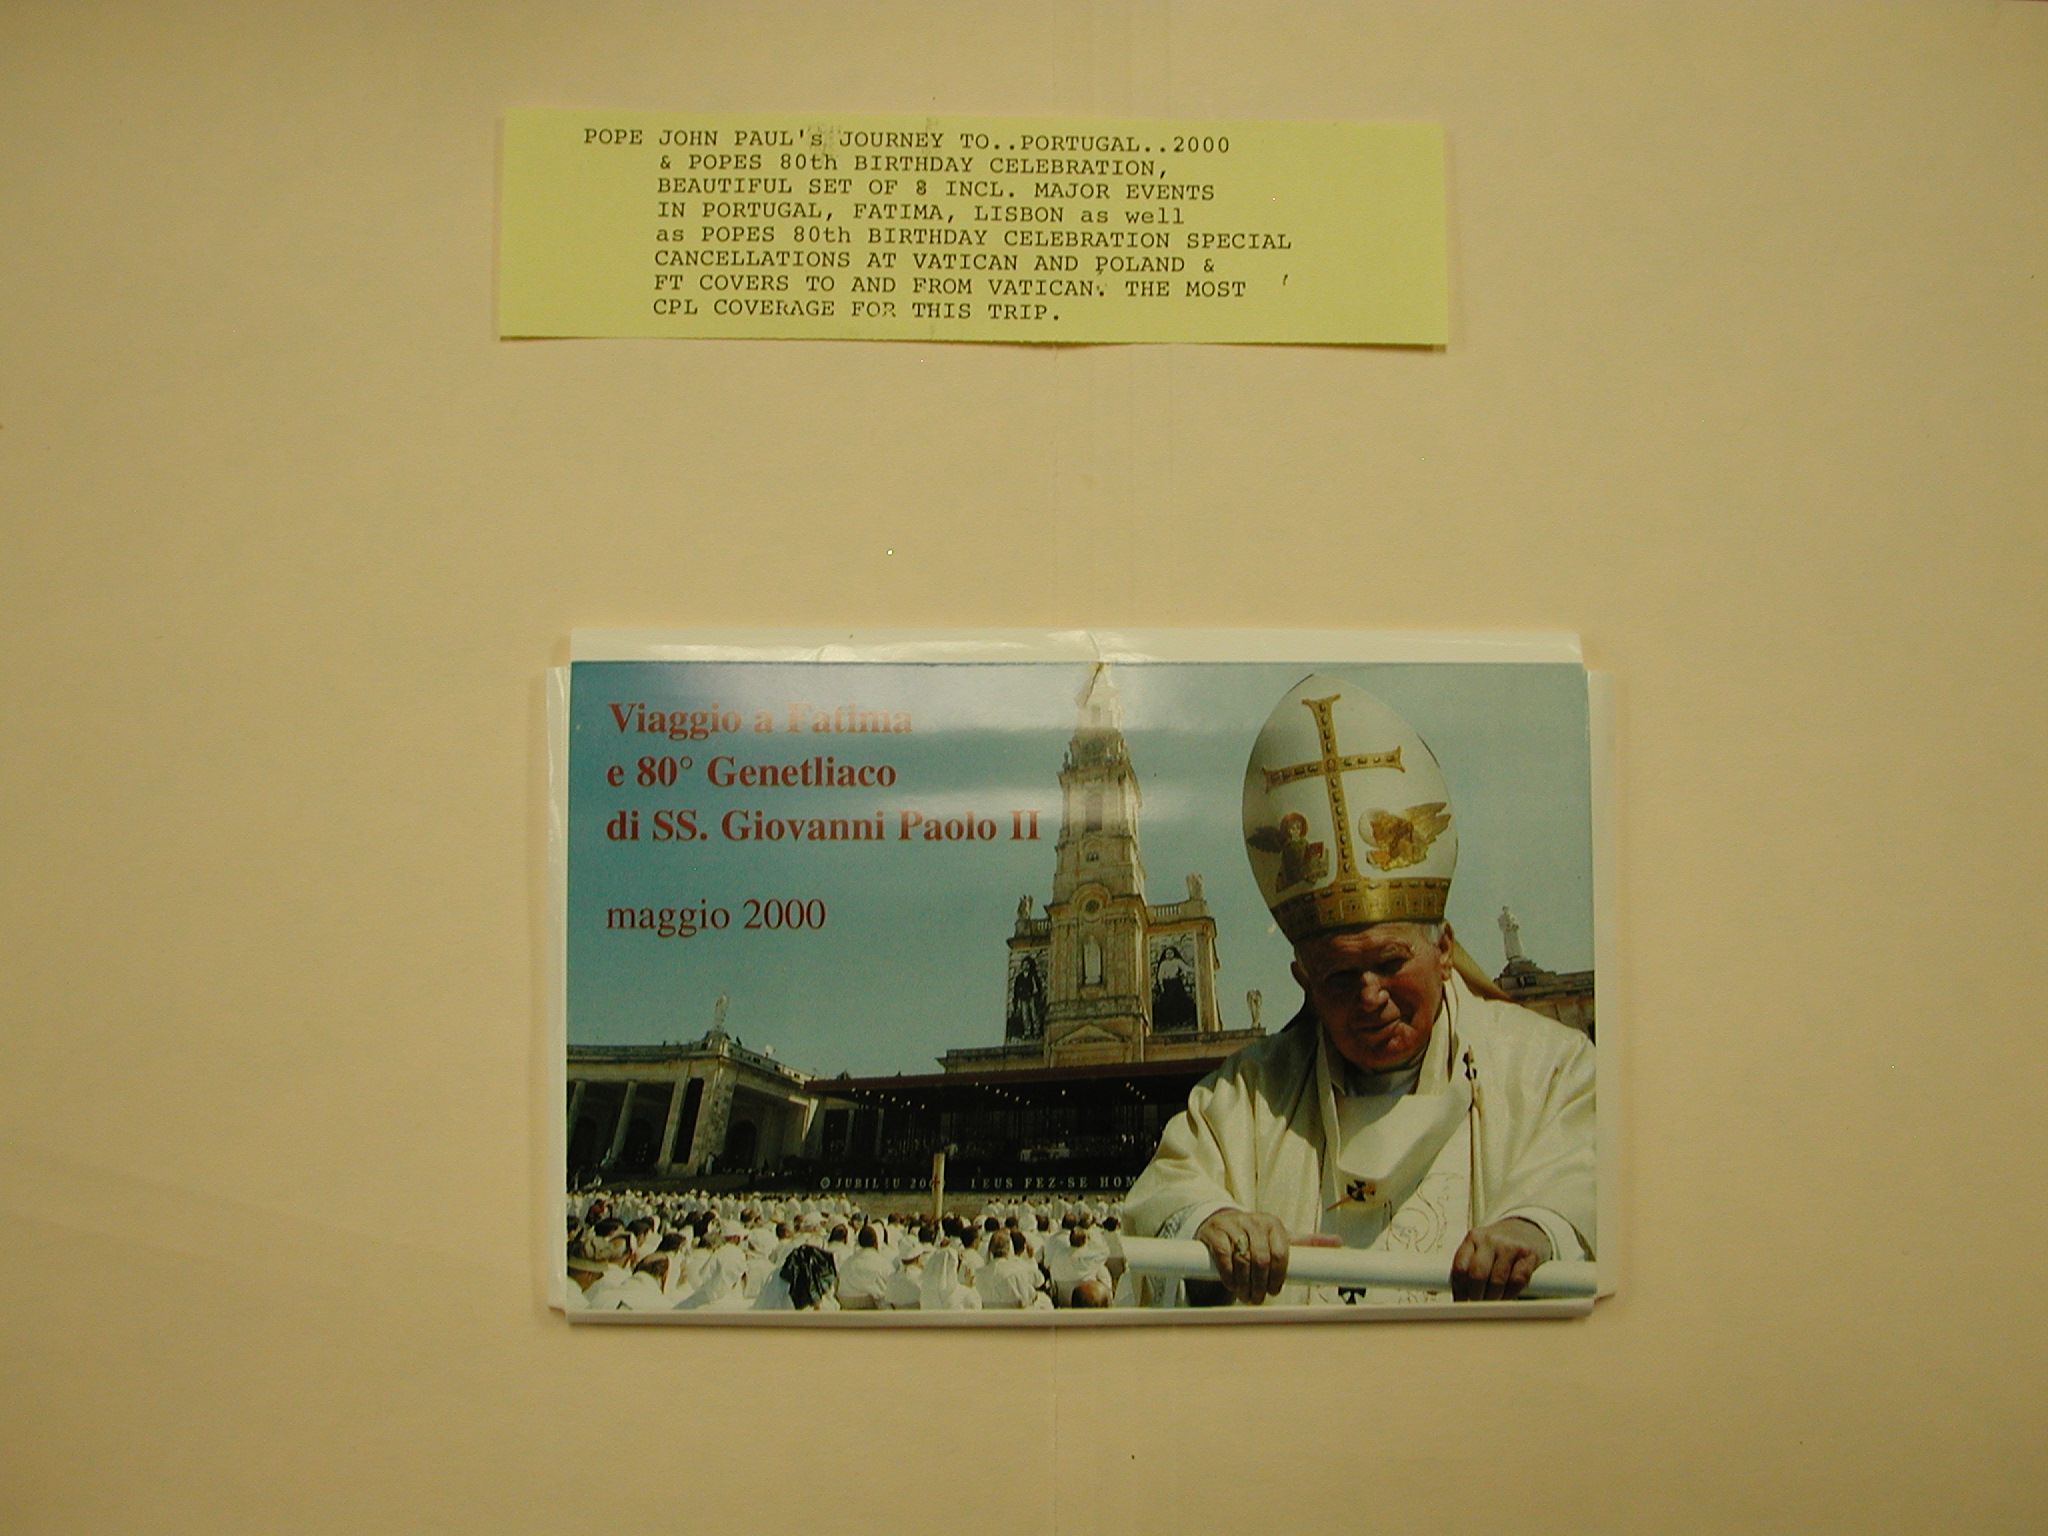 POPE JOHN PAUL's JOURNEY TO..PORTUGAL..2000
& POPES 80th BIRTHDAY CELEBRATION,
BEAUTIFUL SET OF 8 INCL. MAJOR EVENTS
IN PORTUGAL, FATIMA, LISBON as well
as POPES 80th BIRTHDAY CELEBRATION SPECIAL
CANCELLATIONS AT VATICAN AND POLAND &
FT COVERS TO AND FROM VATICAN. THE MOST
CPL COVERAGE FOR THIS TRIP.
Viaggio a Fatima
e 80° Genetliaco
di SS. Giovanni Paolo II
maggio 2000
FEZ-SE HOM